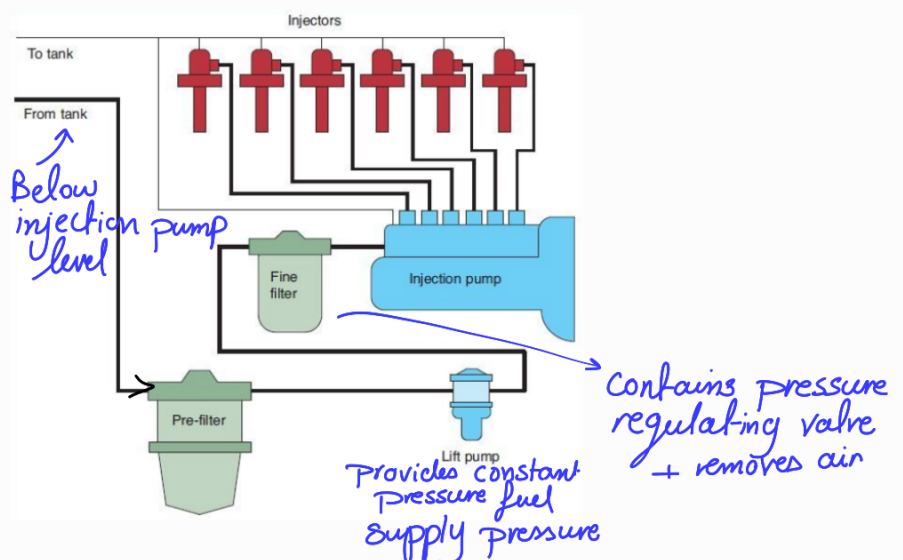 Injectors
To tank
From tank
Below
injection pump
level
Fine
filter
Injection pump
Pre-filter
Lift pump
Contains pressure
regulating valve
+ removes air
Provides constant
pressure fuel
supply pressure